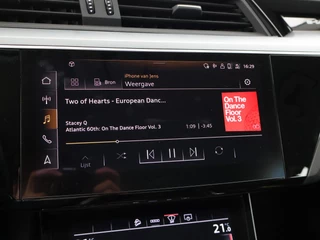 16:29
Bron
iPhone van Jens
Weergave
Two of Hearts - European Danc...
Stacey Q
Atlantic 60th: On The Dance Floor Vol. 3
1:09 / -3:45
On The
Dance
Floor
Vol. 3
Lijst
21.5